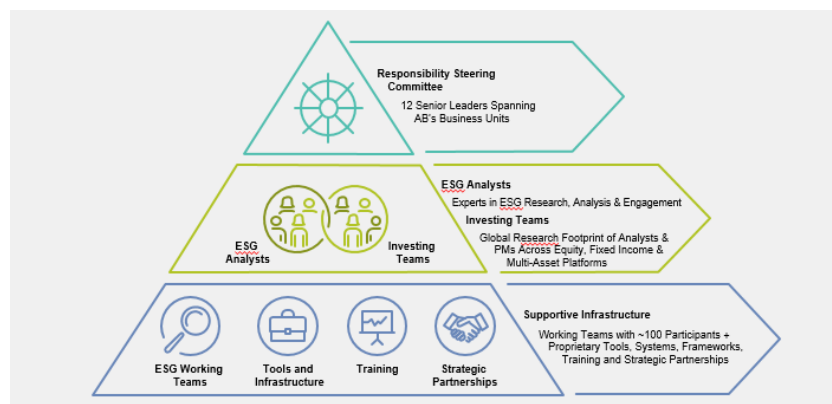 Responsibility Steering
Committee
12 Senior Leaders Spanning
AB's Business Units
ESG Analysts
Experts in ESG Research, Analysis & Engagement
Investing Teams
Global Research Footprint of Analysts &
PMs Across Equity, Fixed Income &
Multi-Asset Platforms
ESG
Analysts
Investing
Teams
Supportive Infrastructure
Working Teams with ~100 Participants +
Proprietary Tools, Systems, Frameworks,
Training and Strategic Partnerships
ESG Working
Teams
Tools and
Infrastructure
Training
Strategic
Partnerships